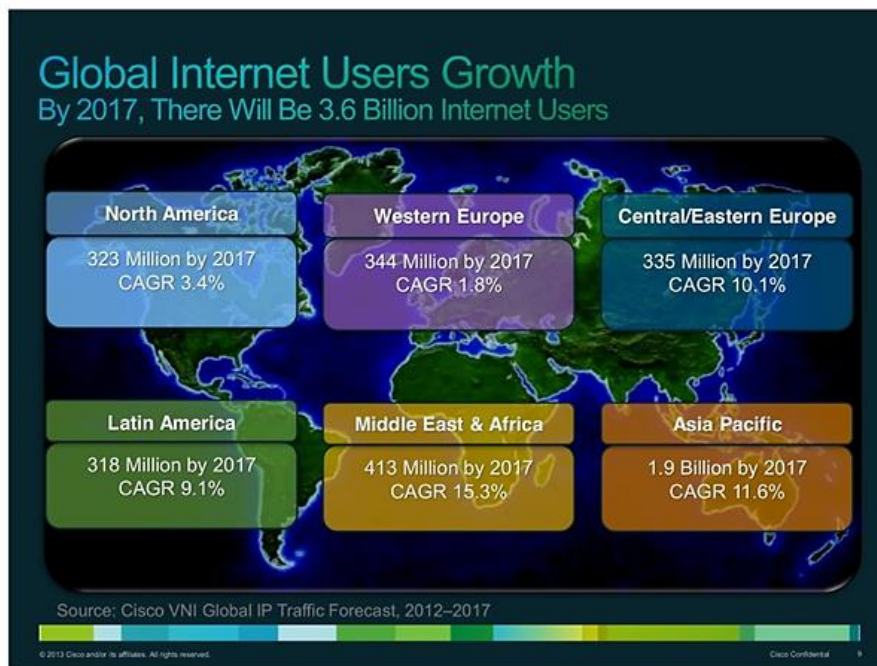 Global Internet Users Growth
By 2017, There Will Be 3.6 Billion Internet Users
North America
323 Million by 2017
CAGR 3.4%
Western Europe
344 Million by 2017
CAGR 1.8%
Central/Eastern Europe
335 Million by 2017
CAGR 10.1%
Latin America
318 Million by 2017
CAGR 9.1%
Middle East & Africa
413 Million by 2017
CAGR 15.3%
Asia Pacific
1.9 Billion by 2017
CAGR 11.6%
Source: Cisco VNI Global IP Traffic Forecast, 2012–2017
© 2013 Cisco and/or its affiliates. All rights reserved.
Cisco Confidential 9